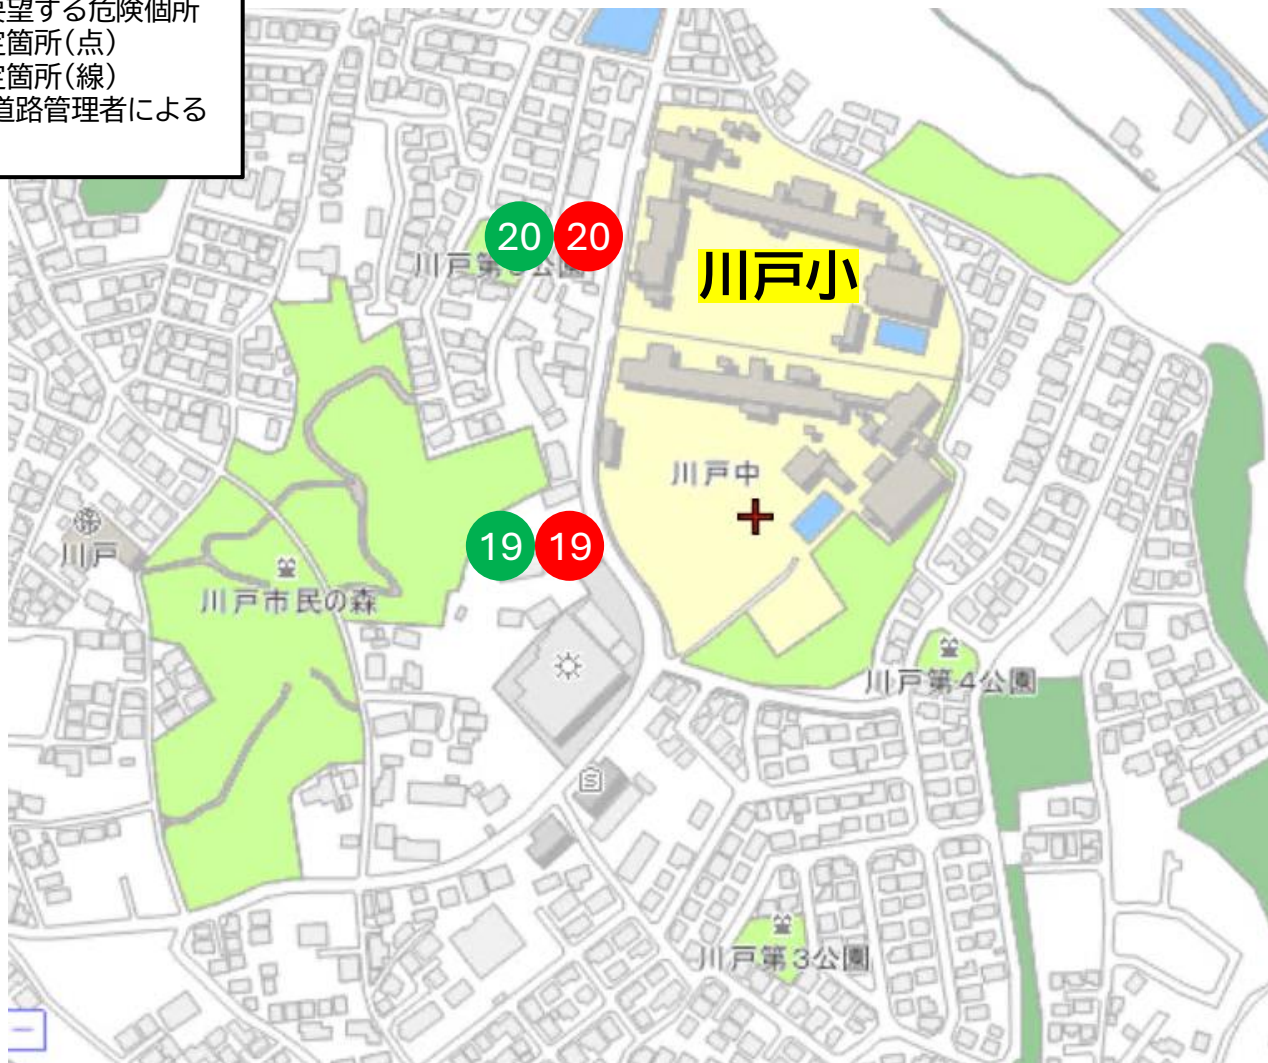 望する危険個所
定箇所(点)
定箇所(線)
道路管理者による
20 20
川戸小
川戸中
19 19
川戸
川戸市民の森
川戸第4公園
川戸第3公園